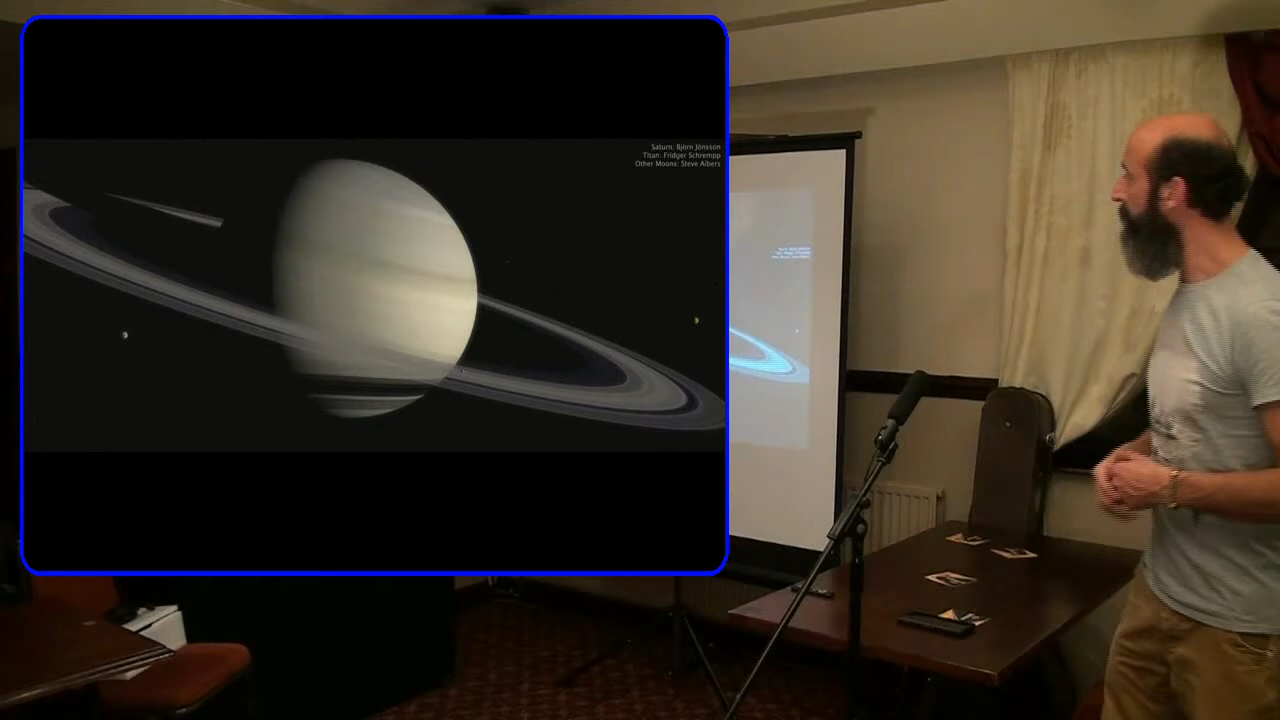 Saturn: Björn Jónsson
Titan: Fridger Schrempp
Other Moons: Steve Albers